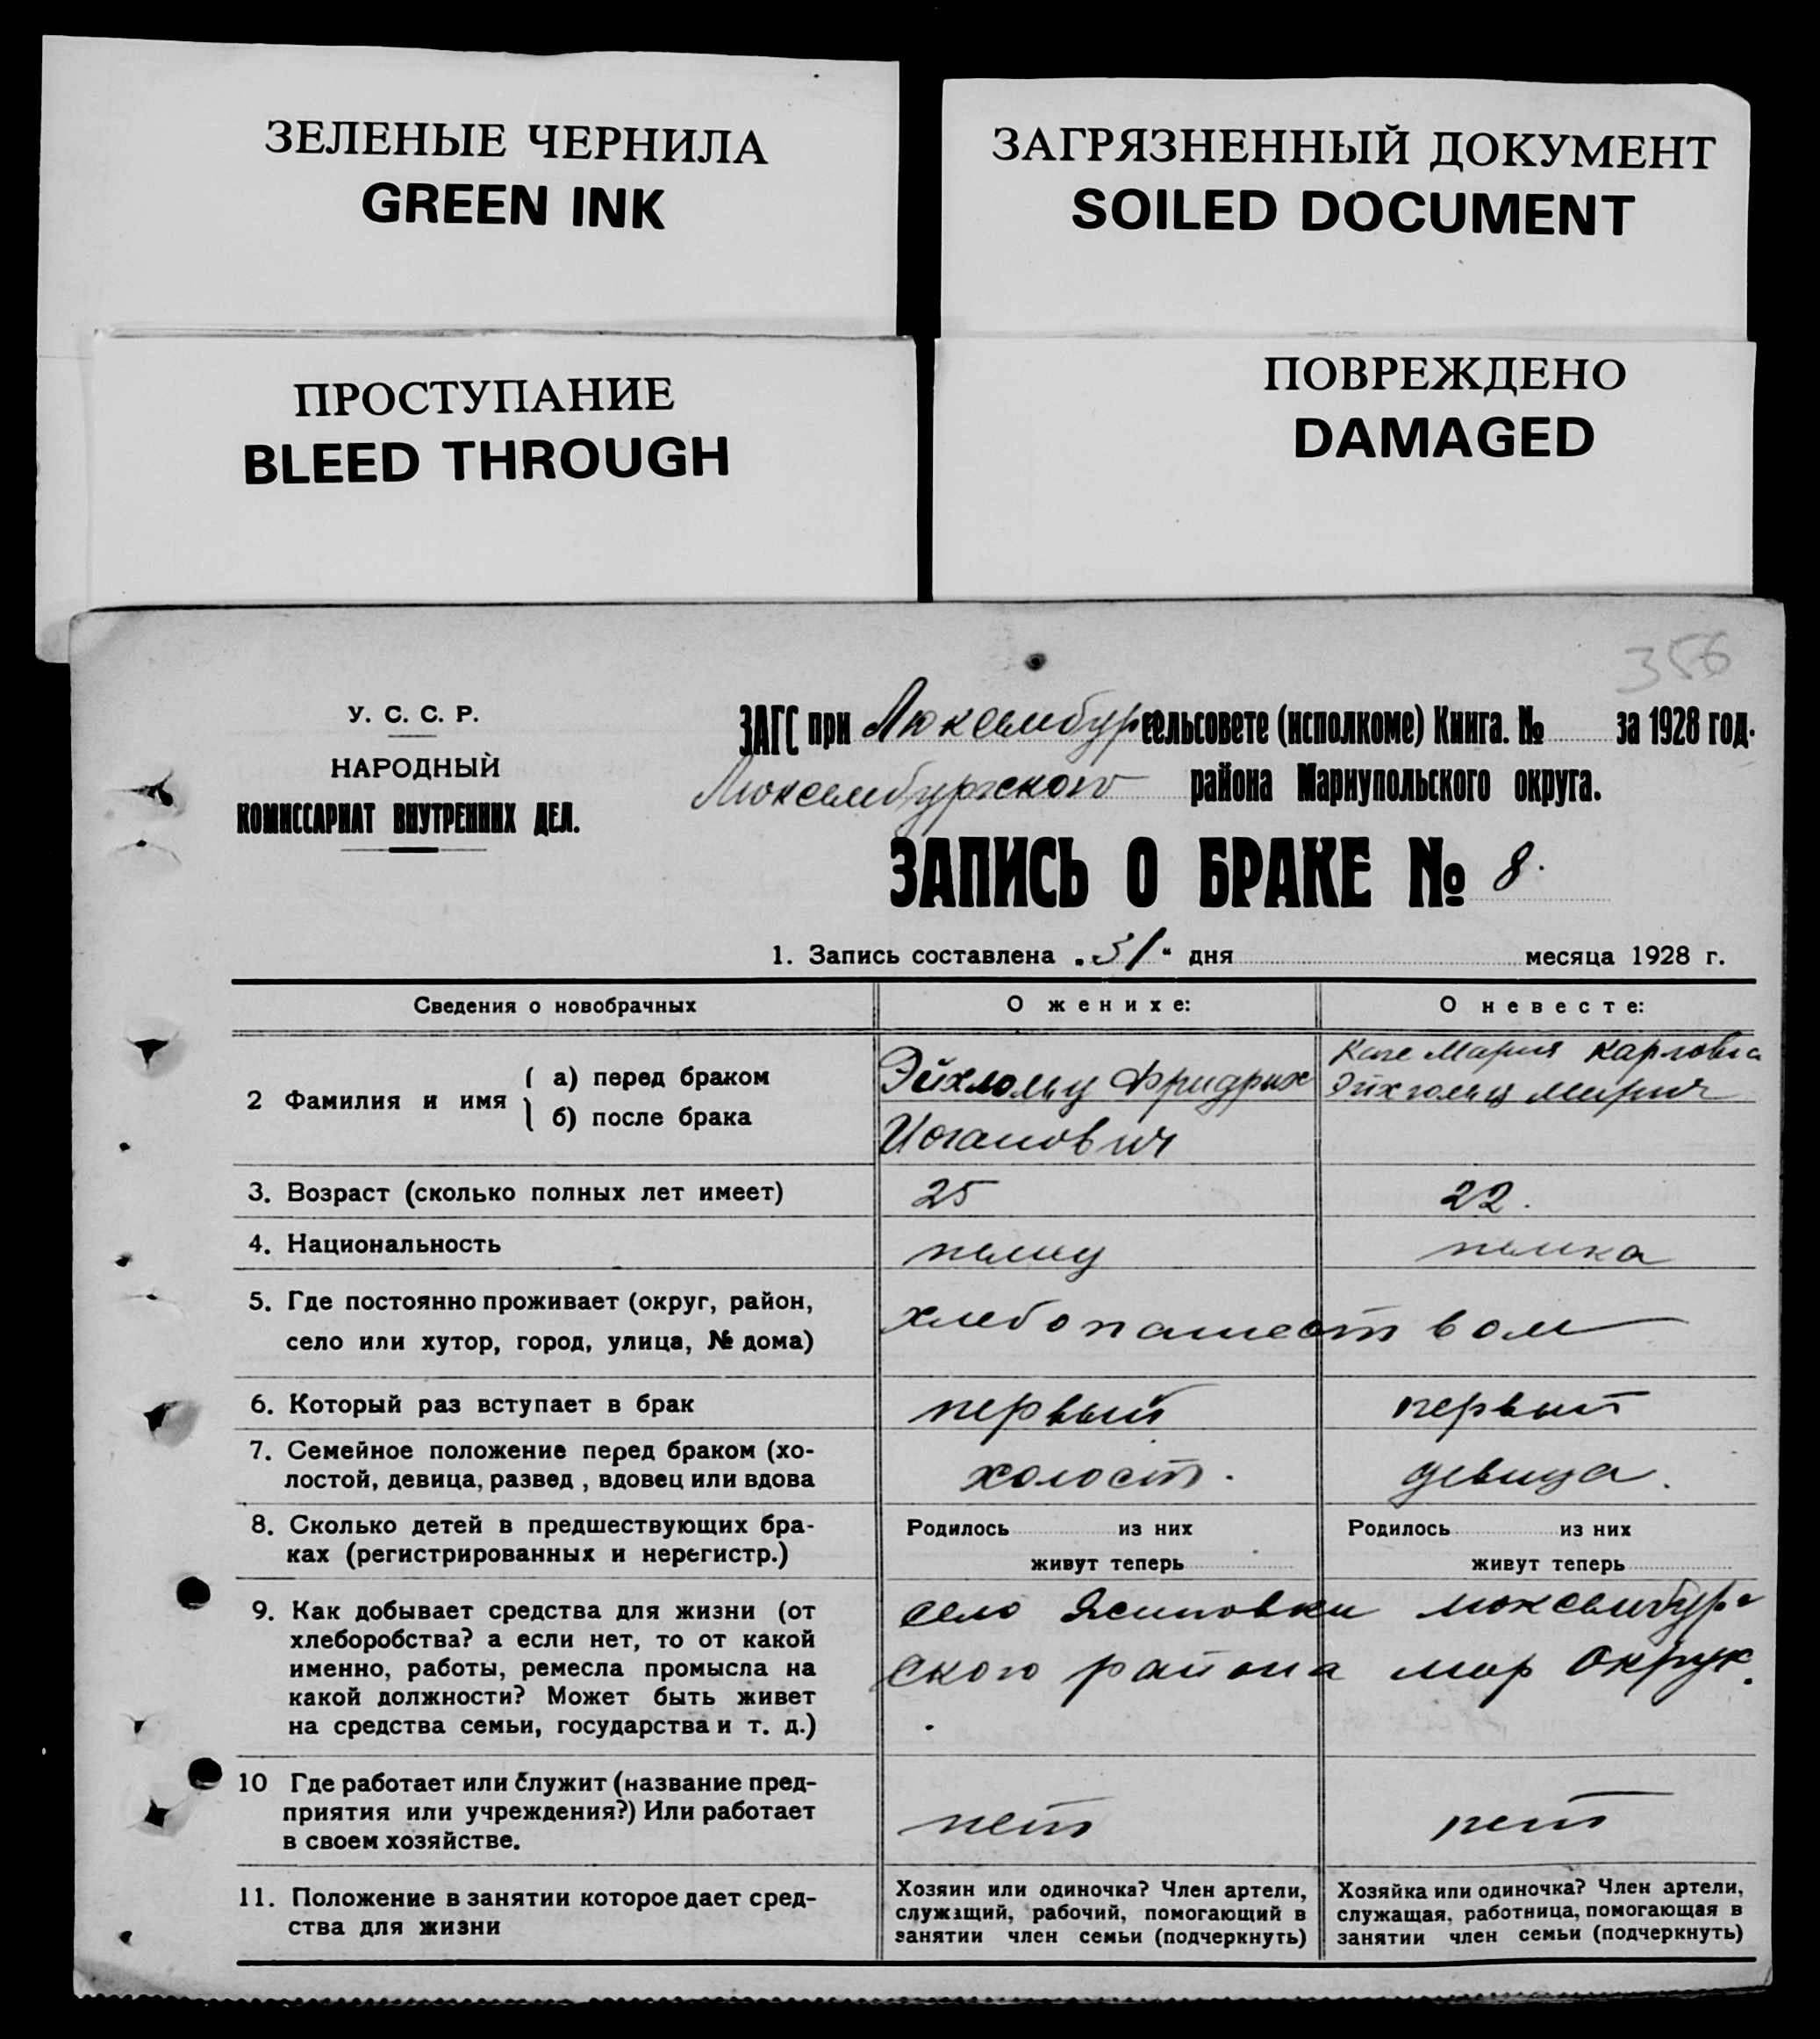 ЗЕЛЕНЫЕ ЧЕРНИЛА
GREEN INK
ЗАГРЯЗНЕННЫЙ ДОКУМЕНТ
SOILED DOCUMENT
ПРОСТУПАНИЕ
BLEED THROUGH
ПОВРЕЖДЕНО
DAMAGED
356
У. С. С. Р.
НАРОДНЫЙ
КОМИССАРИАТ ВНУТРЕННИХ ДЕЛ.
ЗАГС при Люксембург сельсовете (исполкоме) Книга. № за 1928 год.
Люксембургского района Мариупольского округа.
ЗАПИСЬ О БРАКЕ № 8.
1. Запись составлена „31“ дня месяца 1928 г.
Сведения о новобрачных О женихе: О невесте:
2 Фамилия и имя
а) перед браком
б) после брака
Фридрих
Иоганович
Мария Карловна
3. Возраст (сколько полных лет имеет) 25 22.
4. Национальность немец немка
5. Где постоянно проживает (округ, район,
село или хутор, город, улица, № дома)
хлебопашеством
6. Который раз вступает в брак первый первый
7. Семейное положение перед браком (хо-
лостой, девица, развед , вдовец или вдова
холост. девица.
8. Сколько детей в предшествующих бра-
ках (регистрированных и нерегистр.)
Родилось из них
живут теперь
Родилось из них
живут теперь
9. Как добывает средства для жизни (от
хлеборобства? а если нет, то от какой
именно, работы, ремесла промысла на
какой должности? Может быть живет
на средства семьи, государства и т. д.)
село Ясиновки люксембург
ского района мар округ.
10 Где работает или служит (название пред-
приятия или учреждения?) Или работает
в своем хозяйстве.
нет нет
11. Положение в занятии которое дает сред-
ства для жизни
Хозяин или одиночка? Член артели,
служащий, рабочий, помогающий в
занятии член семьи (подчеркнуть)
Хозяйка или одиночка? Член артели,
служащая, работница, помогающая в
занятии член семьи (подчеркнуть)